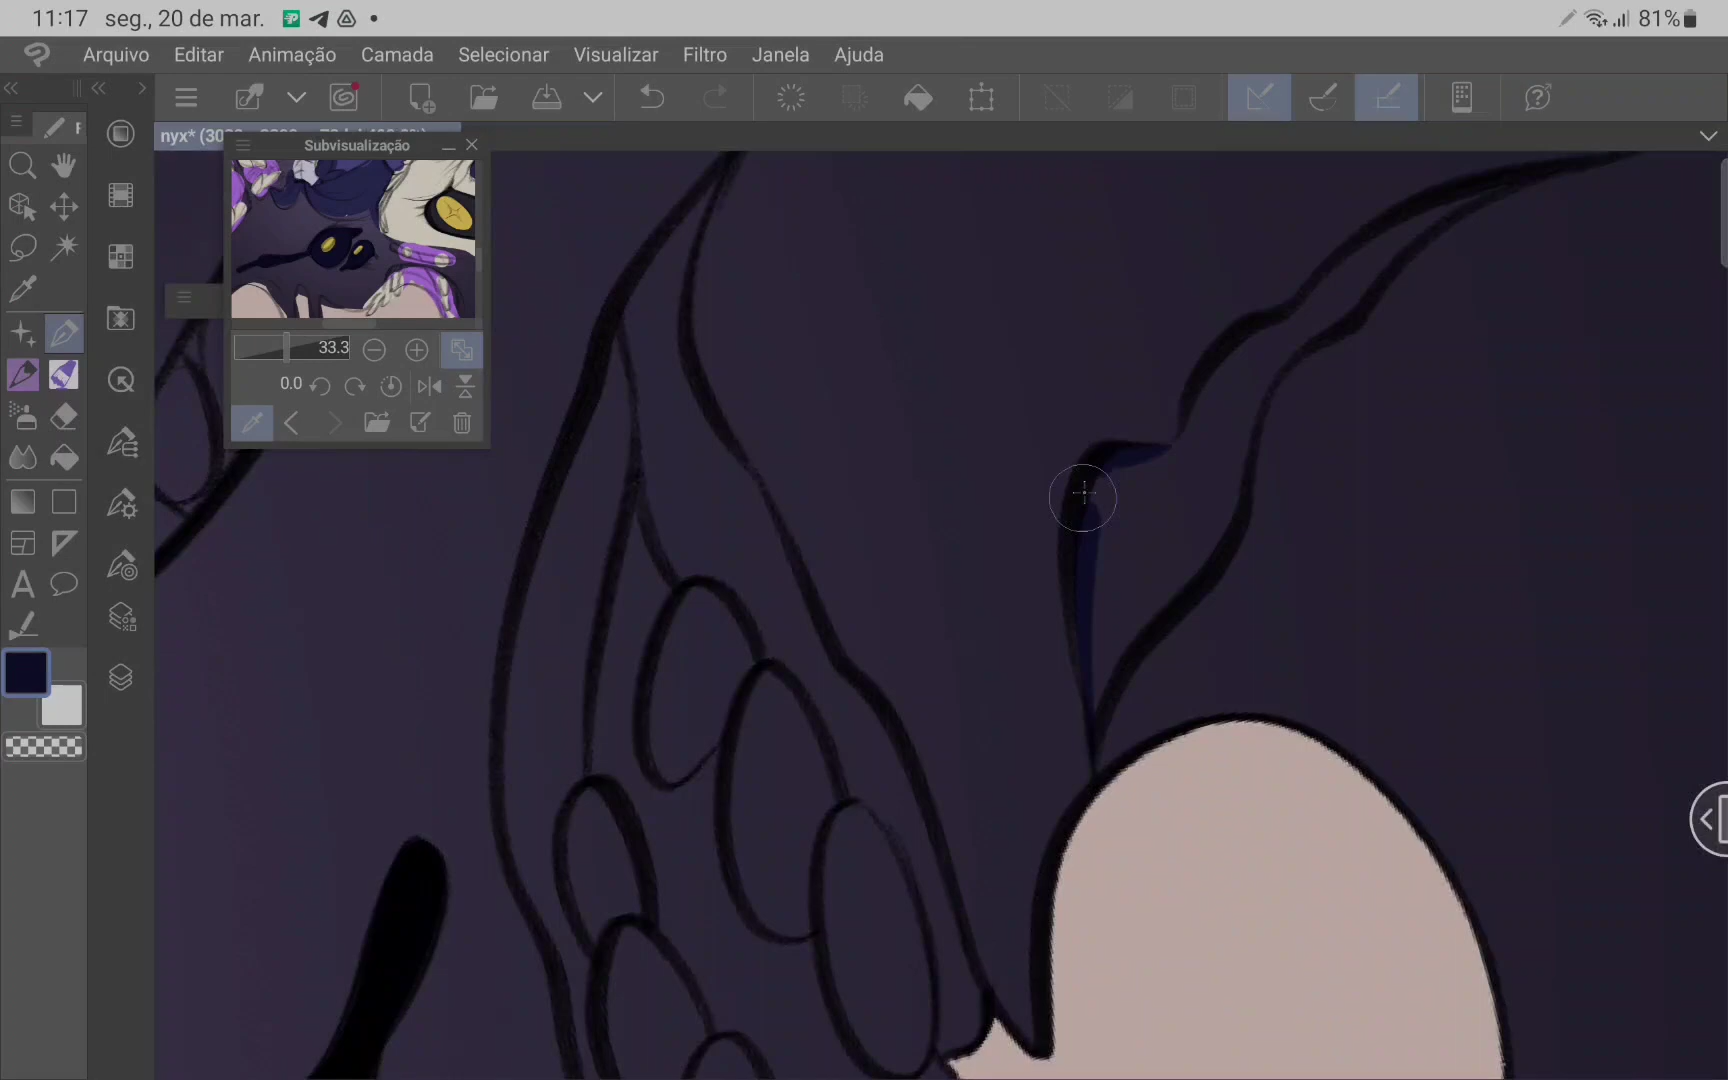 11:17 seg., 20 de mar. 81%
Arquivo Editar Animação Camada Selecionar Visualizar Filtro Janela Ajuda
nyx*
Subvisualização
33.3
0.0